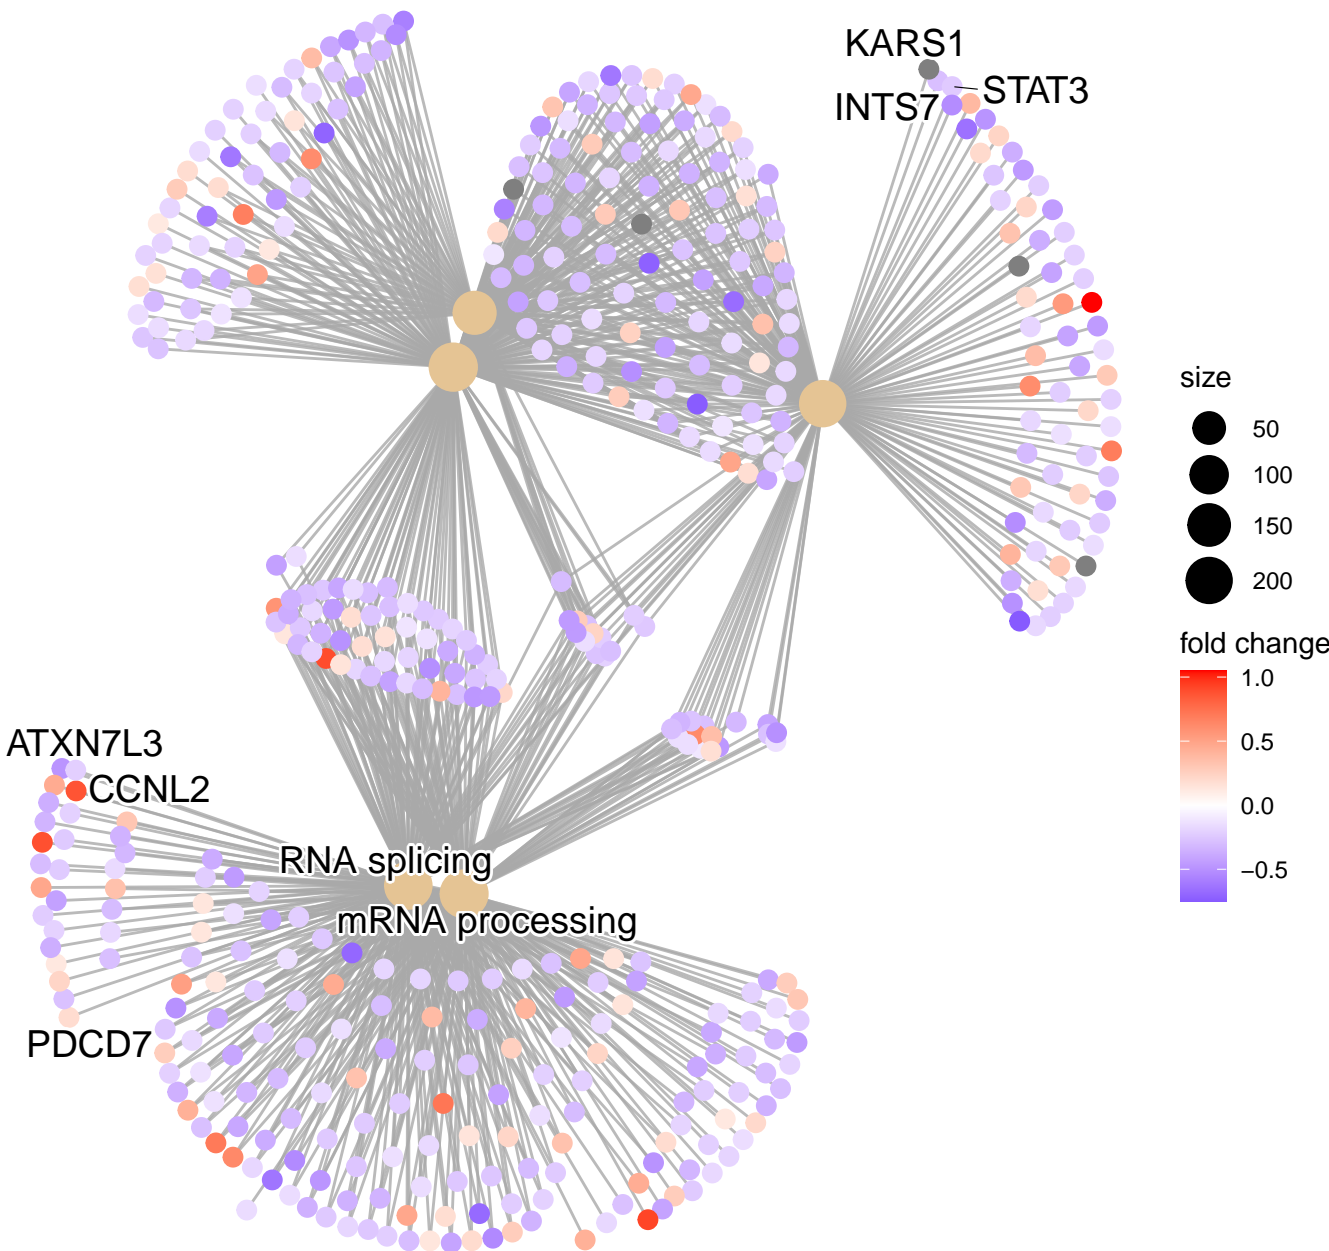 KARS1
STAT3
INTS7
size
50
100
150
200
fold change
1.0
0.5
0.0
−0.5
ATXN7L3
CCNL2
RNA splicing
mRNA processing
PDCD7